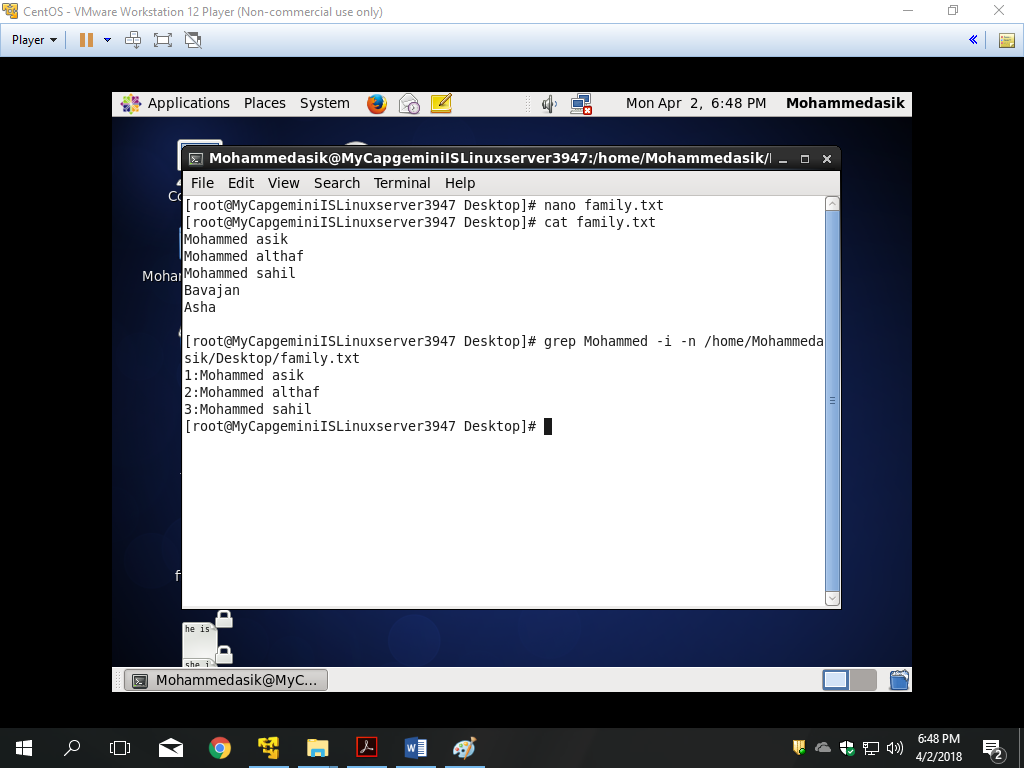 CentOS - VMware Workstation 12 Player (Non-commercial use only)
Player
Applications Places System Mon Apr 2, 6:48 PM Mohammedasik
Mohammedasik@MyCapgeminiISLinuxserver3947:/home/Mohammedasik/
File Edit View Search Terminal Help
[root@MyCapgeminiISLinuxserver3947 Desktop]# nano family.txt
[root@MyCapgeminiISLinuxserver3947 Desktop]# cat family.txt
Mohammed asik
Mohammed althaf
Mohammed sahil
Bavajan
Asha
[root@MyCapgeminiISLinuxserver3947 Desktop]# grep Mohammed -i -n /home/Mohammeda
sik/Desktop/family.txt
1:Mohammed asik
2:Mohammed althaf
3:Mohammed sahil
[root@MyCapgeminiISLinuxserver3947 Desktop]#
Co
Moham
f
he is
she i
Mohammedasik@MyC...
6:48 PM
4/2/2018
2